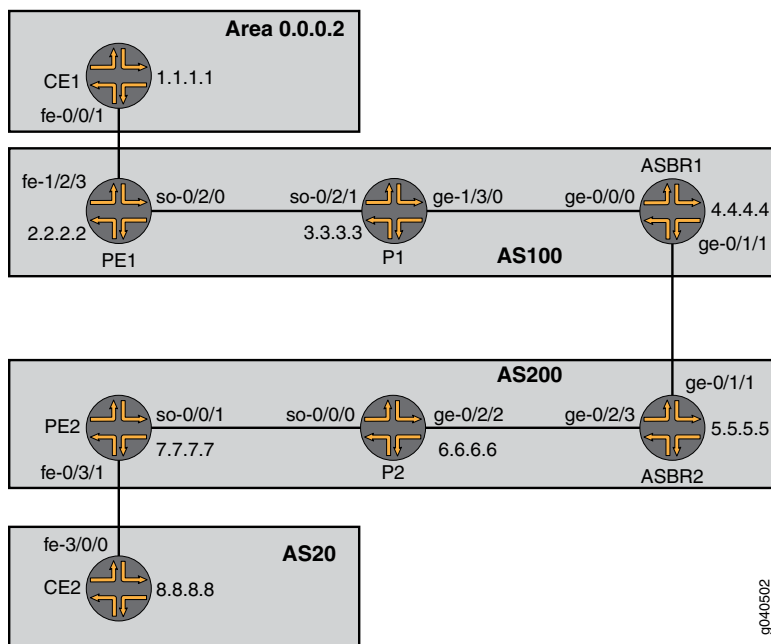 Area 0.0.0.2
CE1
1.1.1.1
fe-0/0/1
fe-1/2/3
so-0/2/0
so-0/2/1
ge-1/3/0
ge-0/0/0
ASBR1
4.4.4.4
2.2.2.2
3.3.3.3
ge-0/1/1
PE1
P1
AS100
AS200
ge-0/1/1
PE2
so-0/0/1
so-0/0/0
ge-0/2/2
ge-0/2/3
5.5.5.5
fe-0/3/1
7.7.7.7
P2
6.6.6.6
ASBR2
fe-3/0/0
AS20
CE2
8.8.8.8
g040502